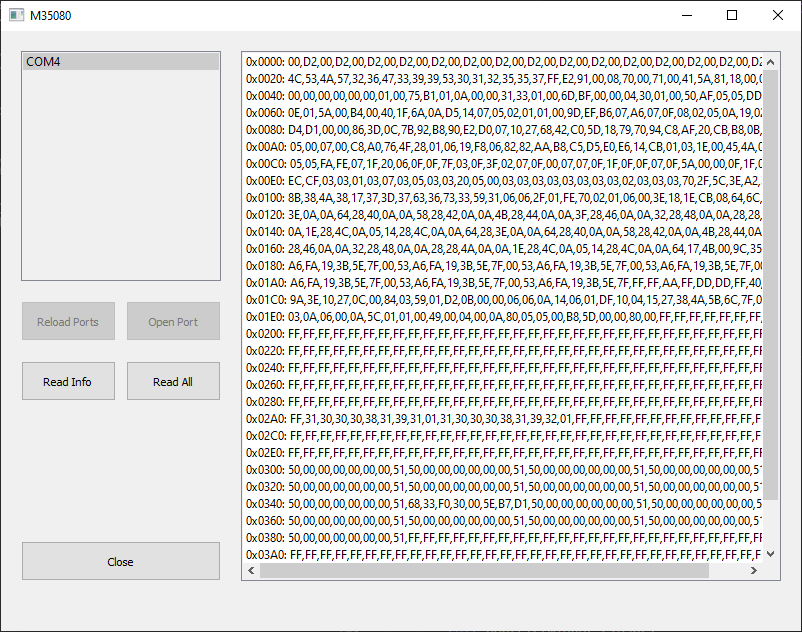 M35080
COM4
Reload Ports
Open Port
Read Info
Read All
Close
0x0000: 00,D2,00,D2,00,D2,00,D2,00,D2,00,D2,00,D2,00,D2,00,D2,00,D2,00,D2,00,D2,00,D2,00,D2,00,D2,00,D2
0x0020: 4C,53,4A,57,32,36,47,33,39,39,53,30,31,32,35,35,37,FF,E2,91,00,08,70,00,71,00,41,5A,81,18,00,0
0x0040: 00,00,00,00,00,01,00,75,B1,01,0A,00,00,31,33,01,00,6D,BF,00,00,04,30,01,00,50,AF,05,05,DD
0x0060: 0E,01,5A,00,B4,00,40,1F,6A,0A,D5,14,07,05,02,01,01,00,9D,EF,B6,07,A6,07,0F,08,02,05,0A,19,0
0x0080: D4,D1,00,00,86,3D,0C,7B,92,B8,90,E2,D0,07,10,27,68,42,C0,5D,18,79,70,94,C8,AF,20,CB,B8,0B,
0x00A0: 05,00,07,00,C8,A0,76,4F,28,01,06,19,F8,06,82,82,AA,B8,C5,D5,E0,E6,14,CB,01,03,1E,00,45,4A,
0x00C0: 05,05,FA,FE,07,1F,20,06,0F,0F,7F,03,0F,3F,02,07,0F,00,07,07,0F,1F,0F,0F,07,0F,5A,00,00,0F,1F,
0x00E0: EC,CF,03,03,01,03,07,03,05,03,03,20,05,00,03,03,03,03,03,03,03,03,02,03,03,03,70,2F,5C,3E,A2,
0x0100: 8B,38,4A,38,17,37,3D,37,63,36,73,33,59,31,06,06,2F,01,FE,70,02,01,06,00,3E,18,1E,CB,08,64,6C,
0x0120: 3E,0A,0A,64,28,40,0A,0A,58,28,42,0A,0A,4B,28,44,0A,0A,3F,28,46,0A,0A,32,28,48,0A,0A,28,28,
0x0140: 0A,1E,28,4C,0A,05,14,28,4C,0A,0A,64,28,3E,0A,0A,64,28,40,0A,0A,58,28,42,0A,0A,4B,28,44,0A
0x0160: 28,46,0A,0A,32,28,48,0A,0A,28,28,4A,0A,0A,1E,28,4C,0A,05,14,28,4C,0A,0A,64,17,4B,00,9C,35
0x0180: A6,FA,19,3B,5E,7F,00,53,A6,FA,19,3B,5E,7F,00,53,A6,FA,19,3B,5E,7F,00,53,A6,FA,19,3B,5E,7F,00
0x01A0: A6,FA,19,3B,5E,7F,00,53,A6,FA,19,3B,5E,7F,00,53,A6,FA,19,3B,5E,7F,FF,FF,AA,FF,DD,DD,FF,40,
0x01C0: 9A,3E,10,27,0C,00,84,03,59,01,D2,0B,00,00,06,06,0A,14,06,01,DF,10,04,15,27,38,4A,5B,6C,7F,0
0x01E0: 03,0A,06,00,0A,5C,01,01,00,49,00,04,00,0A,80,05,05,00,B8,5D,00,00,80,00,FF,FF,FF,FF,FF,FF,FF,
0x0200: FF,FF,FF,FF,FF,FF,FF,FF,FF,FF,FF,FF,FF,FF,FF,FF,FF,FF,FF,FF,FF,FF,FF,FF,FF,FF,FF,FF,FF,FF,FF,F
0x0220: FF,FF,FF,FF,FF,FF,FF,FF,FF,FF,FF,FF,FF,FF,FF,FF,FF,FF,FF,FF,FF,FF,FF,FF,FF,FF,FF,FF,FF,FF,FF,F
0x0240: FF,FF,FF,FF,FF,FF,FF,FF,FF,FF,FF,FF,FF,FF,FF,FF,FF,FF,FF,FF,FF,FF,FF,FF,FF,FF,FF,FF,FF,FF,FF,F
0x0260: FF,FF,FF,FF,FF,FF,FF,FF,FF,FF,FF,FF,FF,FF,FF,FF,FF,FF,FF,FF,FF,FF,FF,FF,FF,FF,FF,FF,FF,FF,FF,F
0x0280: FF,FF,FF,FF,FF,FF,FF,FF,FF,FF,FF,FF,FF,FF,FF,FF,FF,FF,FF,FF,FF,FF,FF,FF,FF,FF,FF,FF,FF,FF,FF,F
0x02A0: FF,31,30,30,30,38,31,39,31,01,31,30,30,30,38,31,39,32,01,FF,FF,FF,FF,FF,FF,FF,FF,FF,FF,FF,FF,F
0x02C0: FF,FF,FF,FF,FF,FF,FF,FF,FF,FF,FF,FF,FF,FF,FF,FF,FF,FF,FF,FF,FF,FF,FF,FF,FF,FF,FF,FF,FF,FF,FF,F
0x02E0: FF,FF,FF,FF,FF,FF,FF,FF,FF,FF,FF,FF,FF,FF,FF,FF,FF,FF,FF,FF,FF,FF,FF,FF,FF,FF,FF,FF,FF,FF,FF,F
0x0300: 50,00,00,00,00,00,00,51,50,00,00,00,00,00,00,51,50,00,00,00,00,00,00,51,50,00,00,00,00,00,00,51
0x0320: 50,00,00,00,00,00,00,51,50,00,00,00,00,00,00,51,50,00,00,00,00,00,00,51,50,00,00,00,00,00,00,51
0x0340: 50,00,00,00,00,00,00,51,68,33,F0,30,00,5E,B7,D1,50,00,00,00,00,00,00,51,50,00,00,00,00,00,00,5
0x0360: 50,00,00,00,00,00,00,51,50,00,00,00,00,00,00,51,50,00,00,00,00,00,00,51,50,00,00,00,00,00,00,51
0x0380: 50,00,00,00,00,00,00,51,FF,FF,FF,FF,FF,FF,FF,FF,FF,FF,FF,FF,FF,FF,FF,FF,FF,FF,FF,FF,FF,FF,FF,F
0x03A0: FF,FF,FF,FF,FF,FF,FF,FF,FF,FF,FF,FF,FF,FF,FF,FF,FF,FF,FF,FF,FF,FF,FF,FF,FF,FF,FF,FF,FF,FF,FF,F